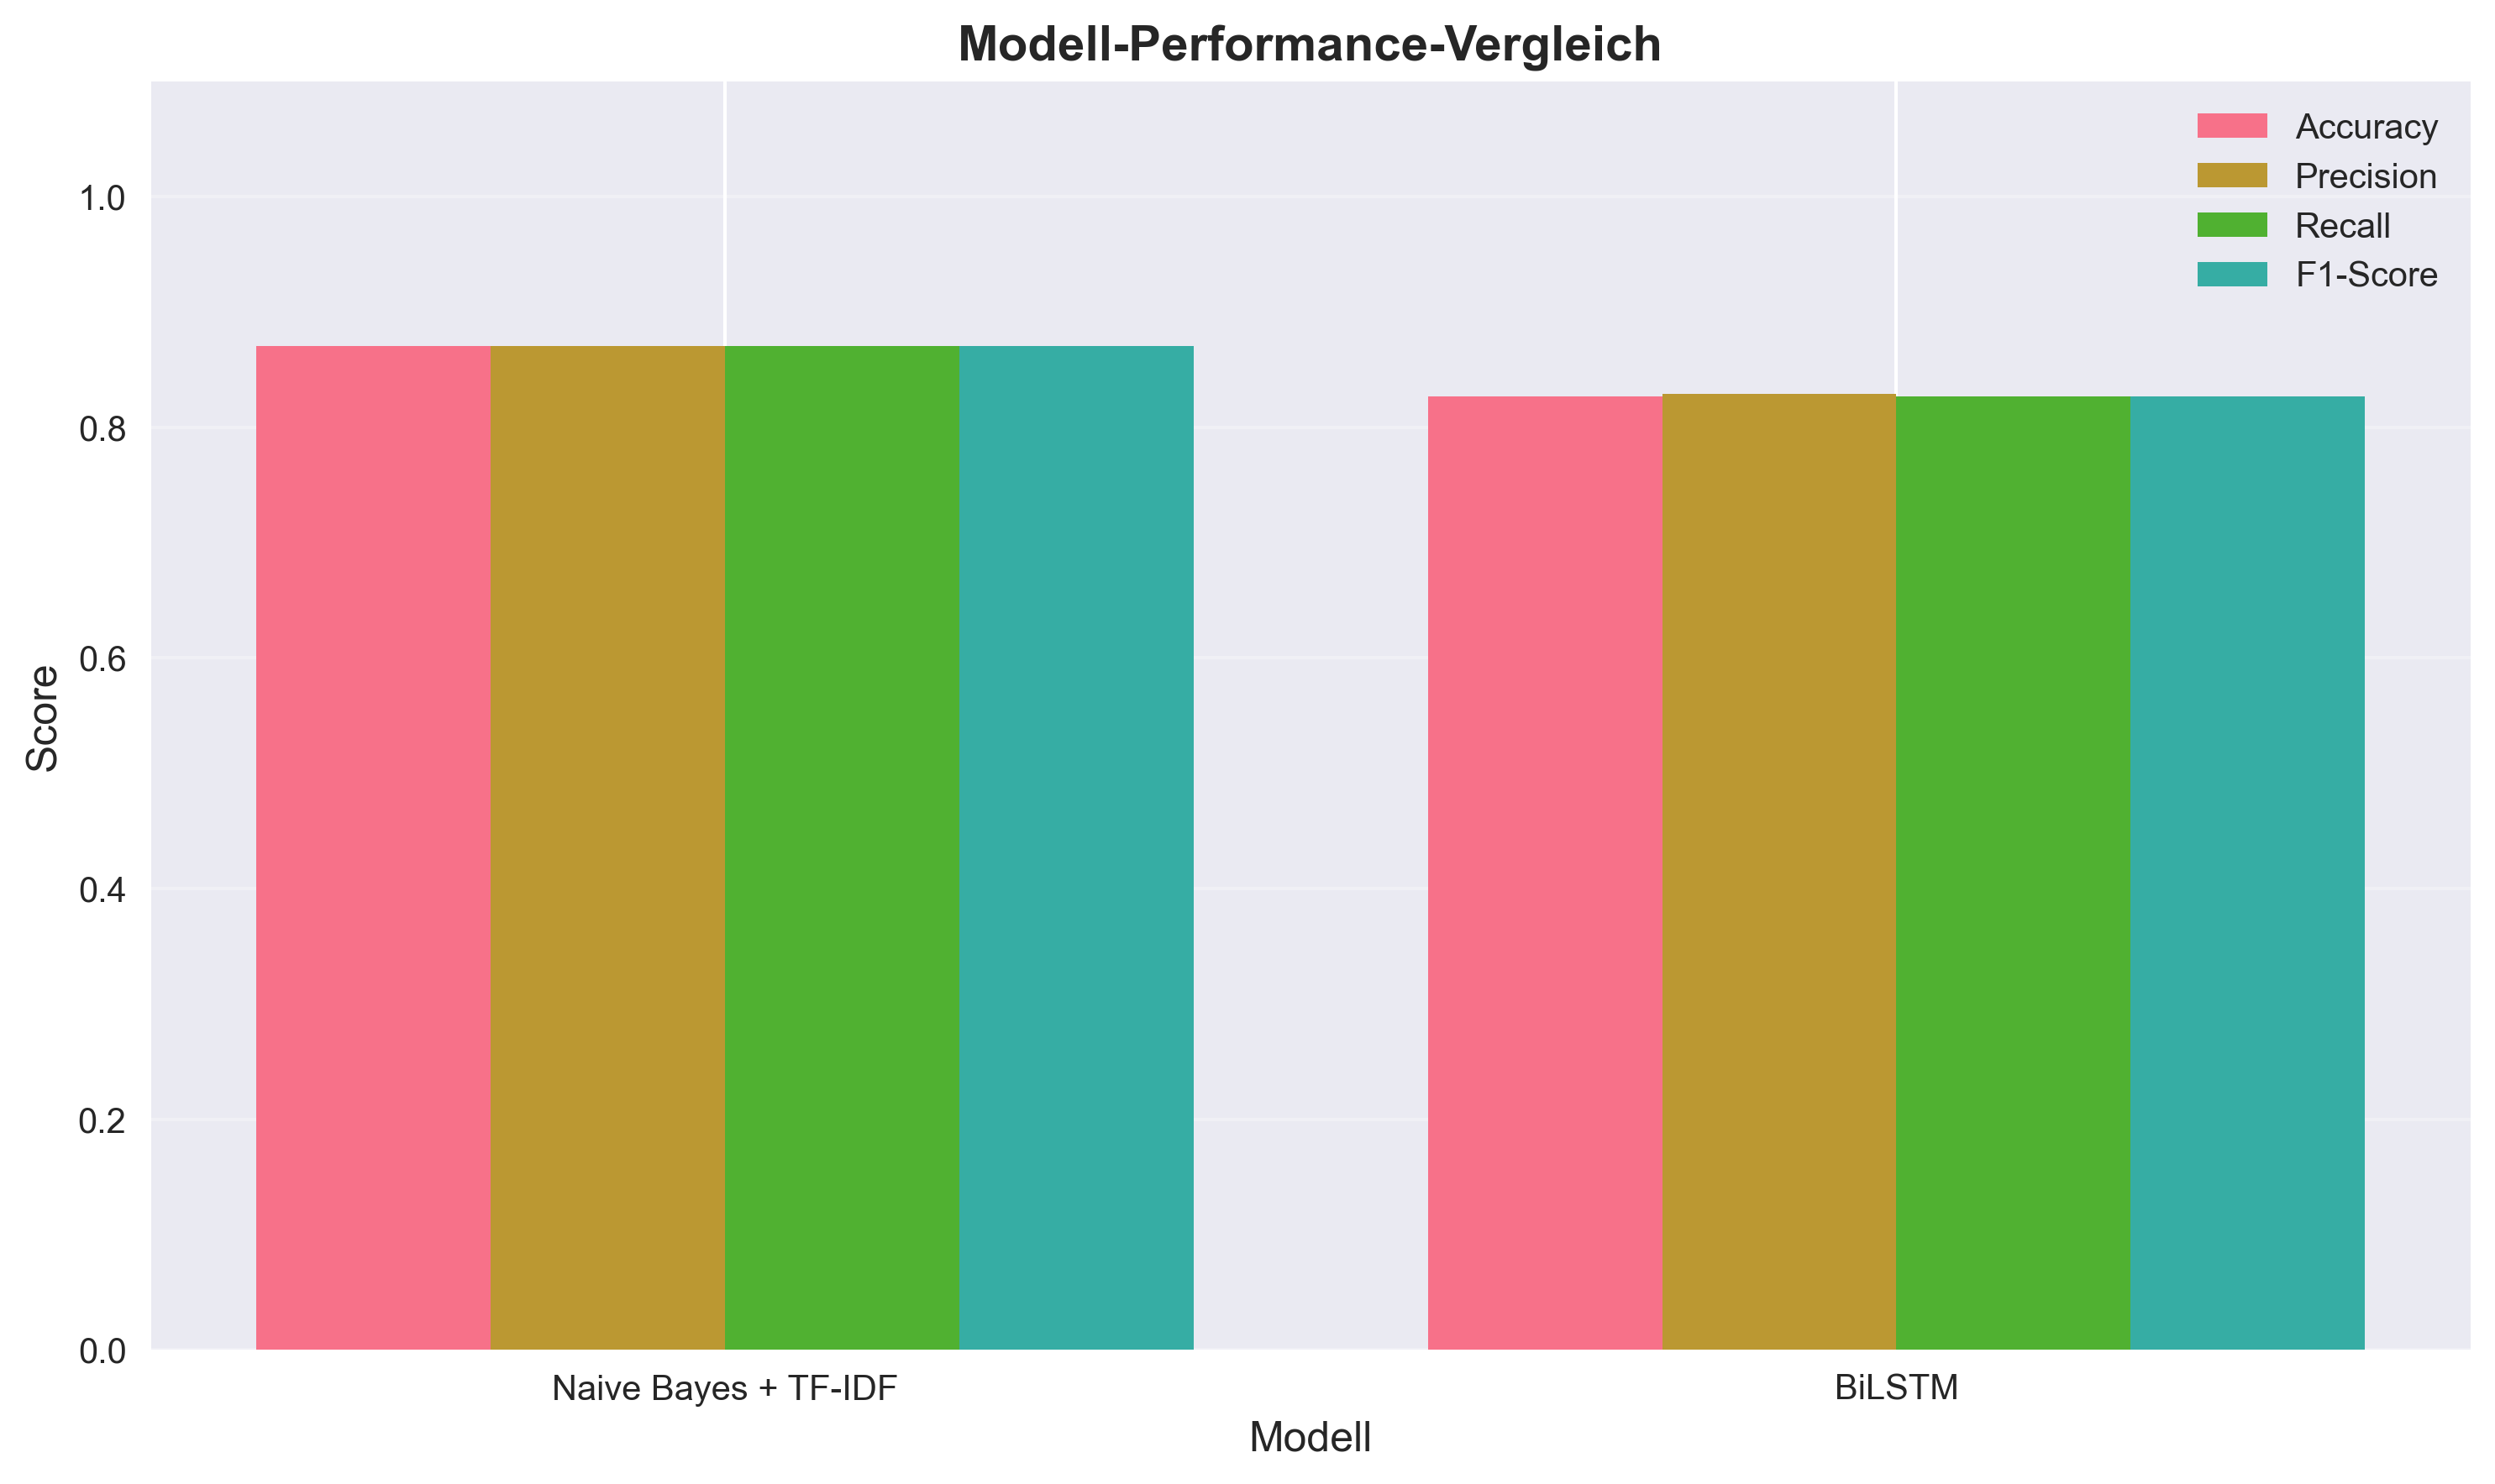 Modell-Performance-Vergleich
Accuracy
Precision
Recall
F1-Score
1.0
0.8
0.6
0.4
0.2
0.0
Score
Naive Bayes + TF-IDF
BiLSTM
Modell